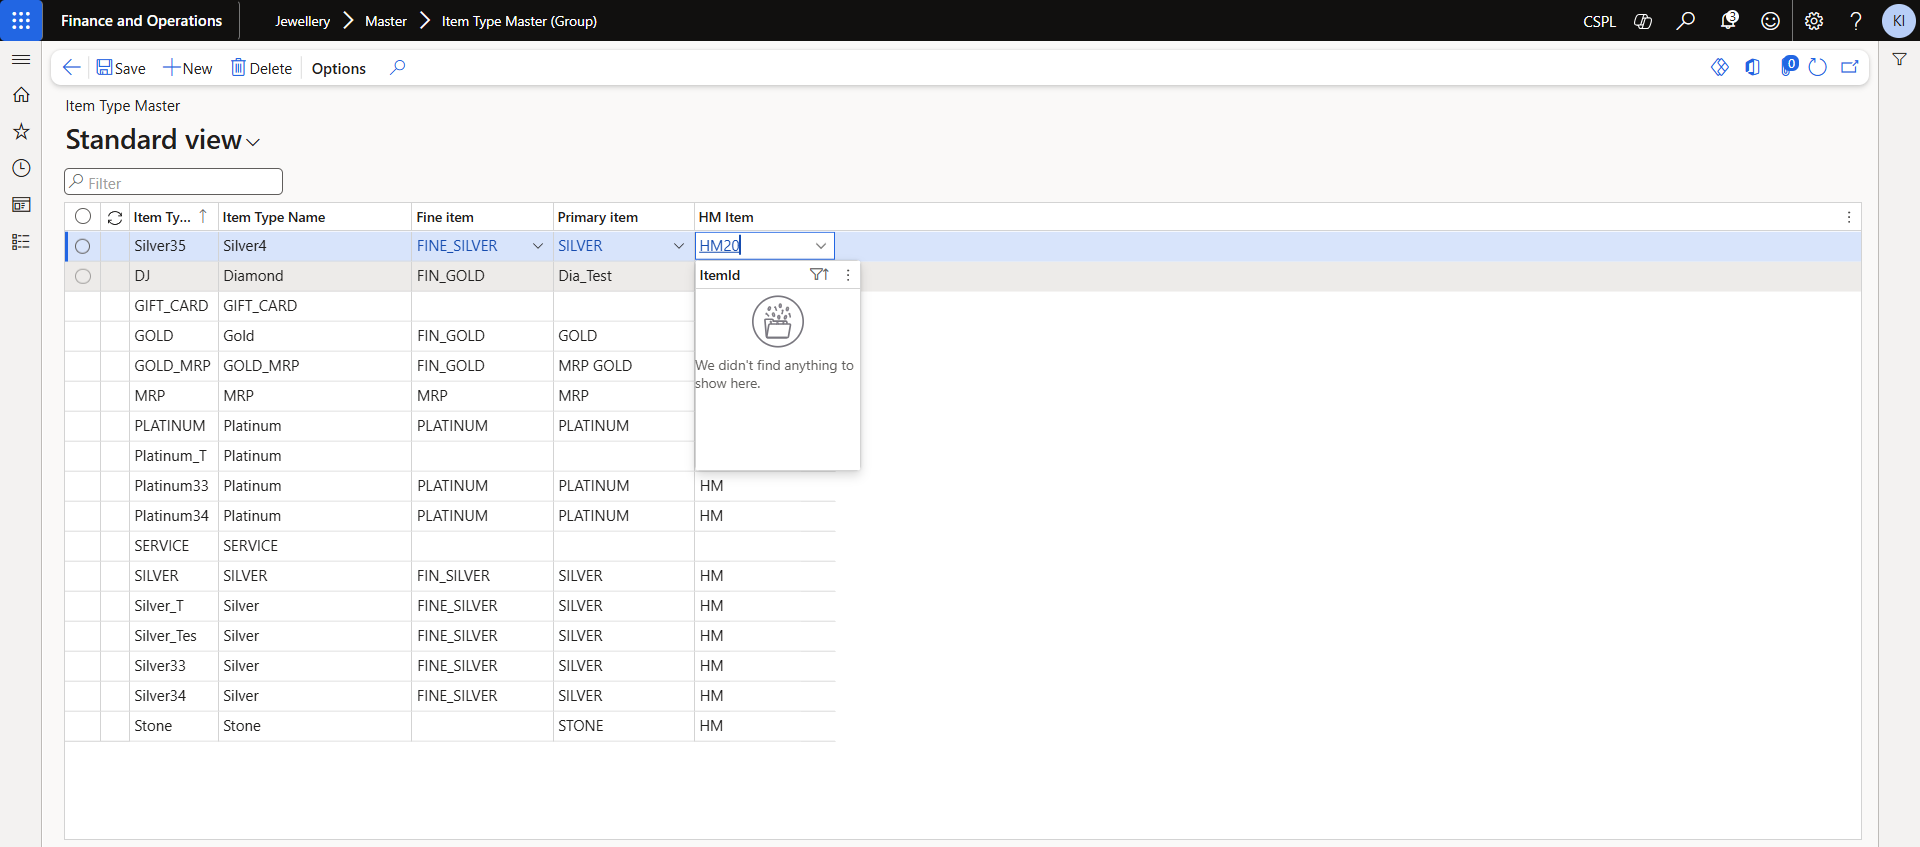 Finance and Operations Jewellery Master Item Type Master (Group) CSPL 3 KI
Save New Delete Options 0
Item Type Master
Standard view
Filter
Item Ty... Item Type Name Fine item Primary item HM Item
Silver35 Silver4 FINE_SILVER SILVER HM20
DJ Diamond FIN_GOLD Dia_Test ItemId
GIFT_CARD GIFT_CARD
GOLD Gold FIN_GOLD GOLD
GOLD_MRP GOLD_MRP FIN_GOLD MRP GOLD We didn't find anything to
show here.
MRP MRP MRP MRP
PLATINUM Platinum PLATINUM PLATINUM
Platinum_T Platinum
Platinum33 Platinum PLATINUM PLATINUM HM
Platinum34 Platinum PLATINUM PLATINUM HM
SERVICE SERVICE
SILVER SILVER FIN_SILVER SILVER HM
Silver_T Silver FINE_SILVER SILVER HM
Silver_Tes Silver FINE_SILVER SILVER HM
Silver33 Silver FINE_SILVER SILVER HM
Silver34 Silver FINE_SILVER SILVER HM
Stone Stone STONE HM